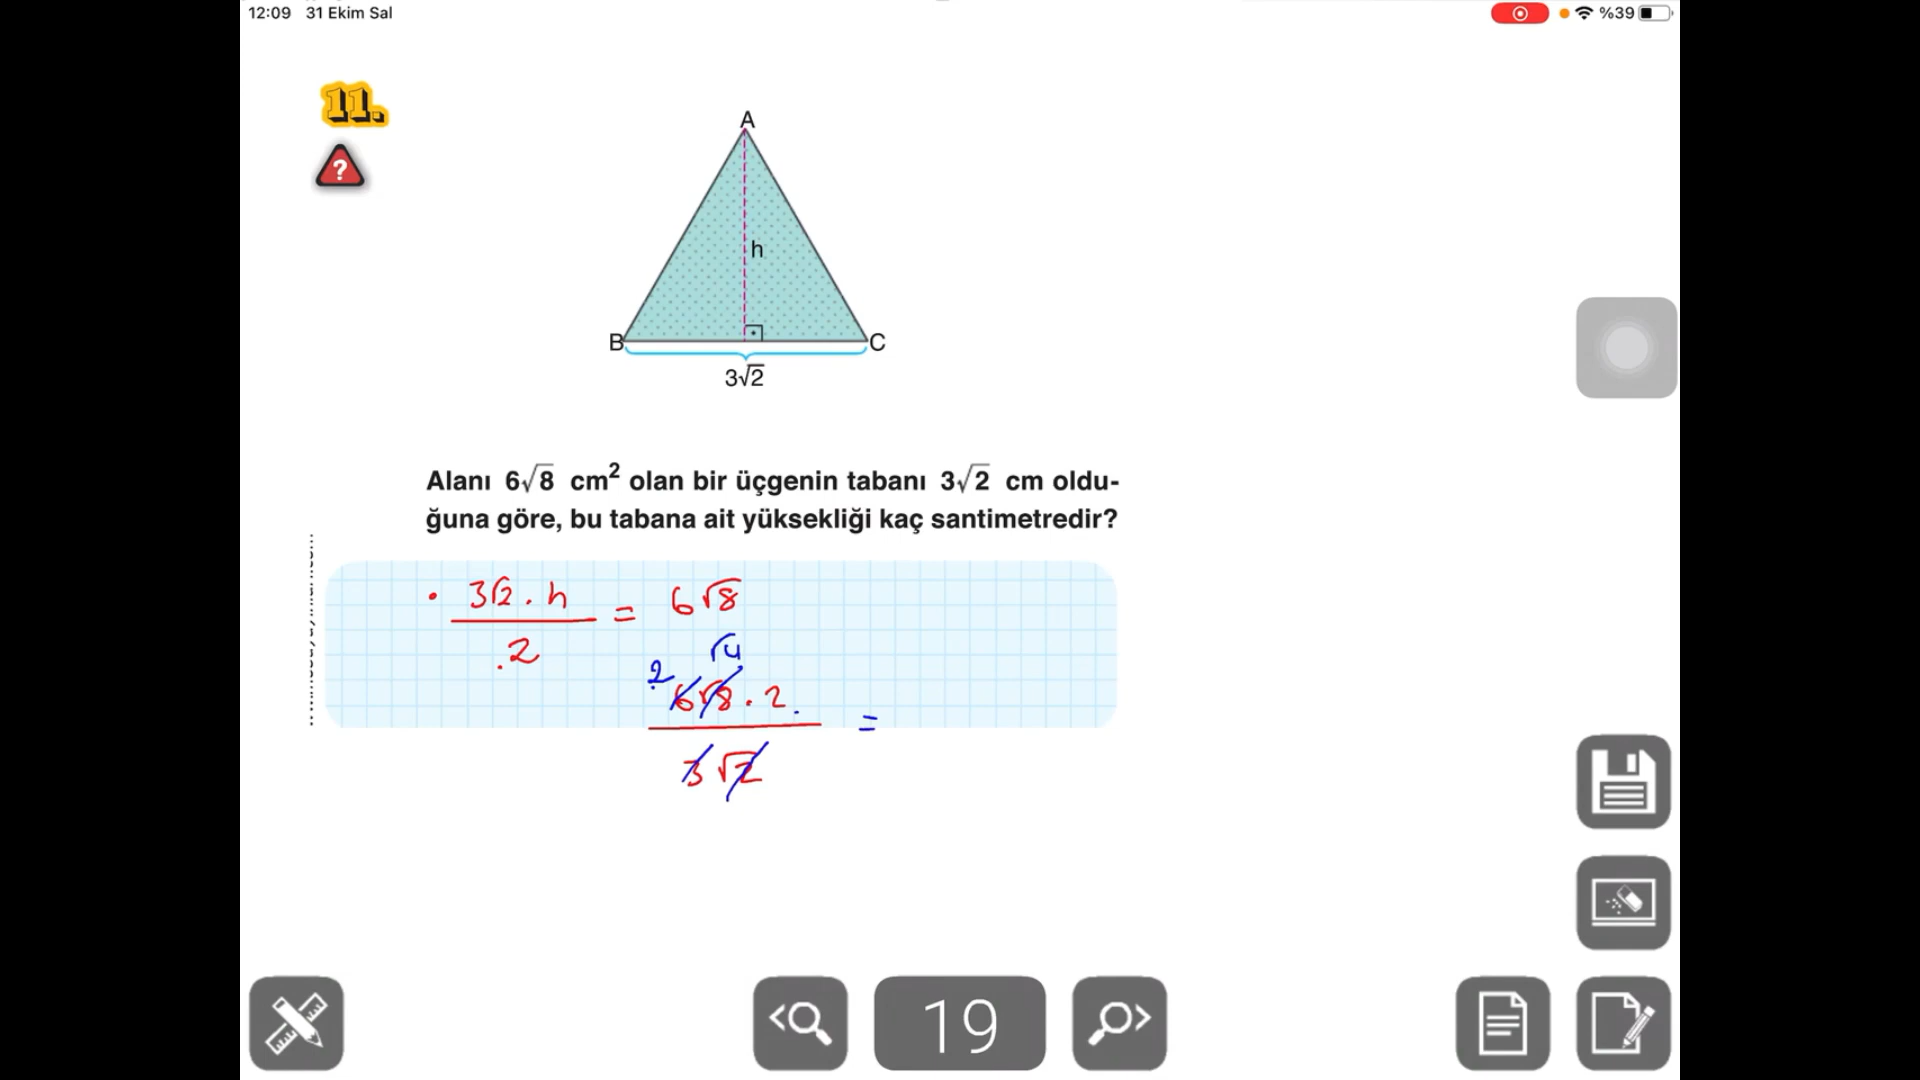 12:09 31 Ekim Sal
%39
11.
?
A
h
B
C
3√2
Alanı 6√8 cm² olan bir üçgenin tabanı 3√2 cm oldu-
ğuna göre, bu tabana ait yüksekliği kaç santimetredir?
. 3√2 . h = 6√8
.2
√4
2
6√8 . 2. =
3√2
19